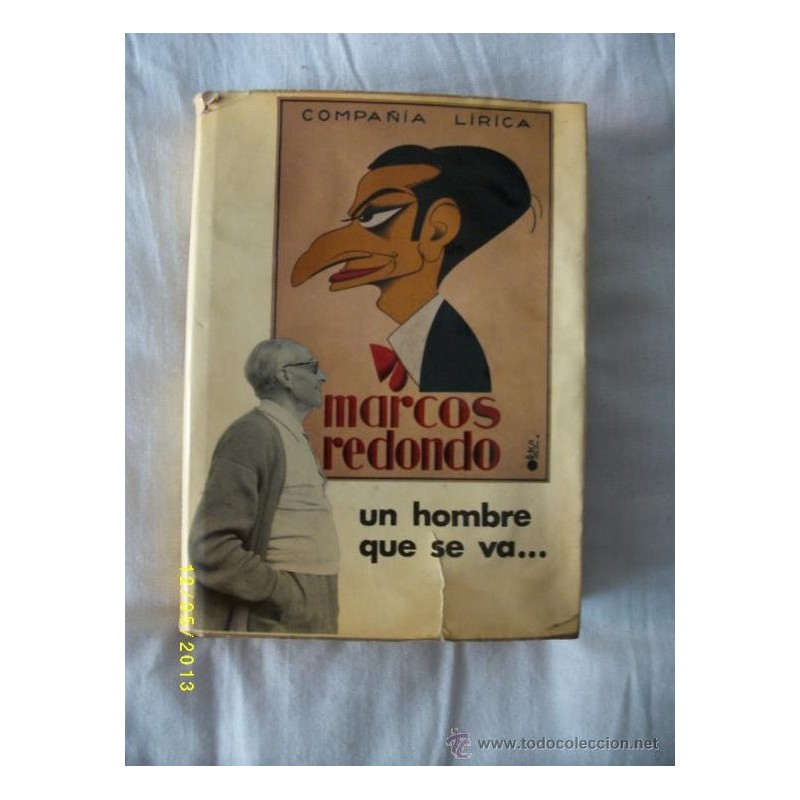 COMPAÑIA LIRICA
marcos
redondo
un hombre
que se va...
12/05/2013
www.todocoleccion.net